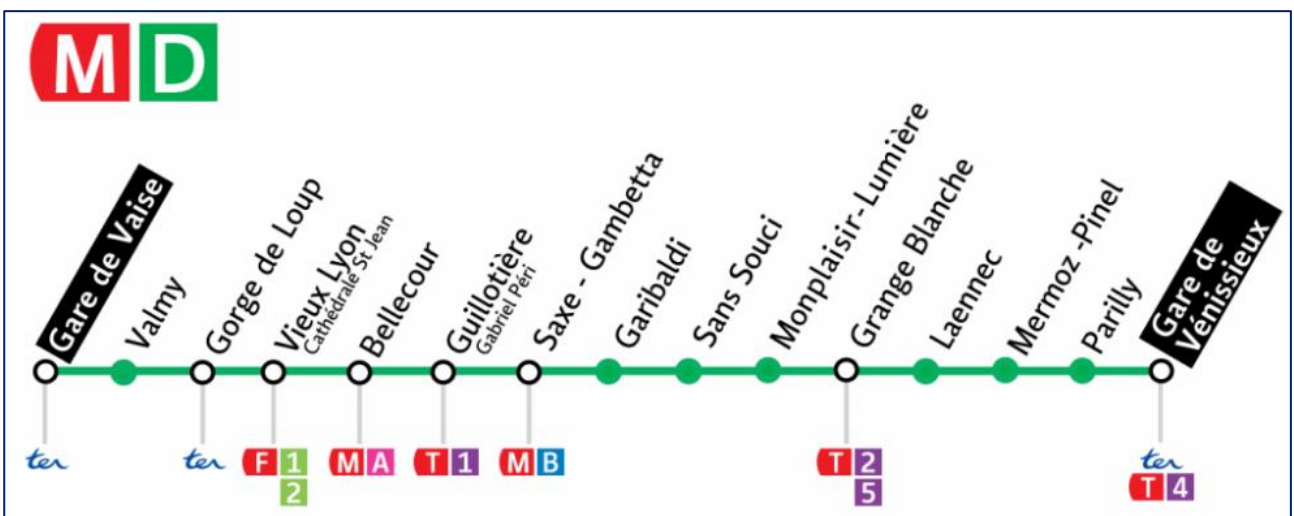 M D
Gare de Vaise
Valmy
Gorge de Loup
Vieux Lyon
Cathédrale St Jean
Bellecour
Guillotière
Gabriel Péri
Saxe - Gambetta
Garibaldi
Sans Souci
Monplaisir-Lumière
Grange Blanche
Laennec
Mermoz -Pinel
Parilly
Gare de
Vénissieux
ter
ter
F 1
2
M A
T 1
M B
T 2
5
ter
T 4